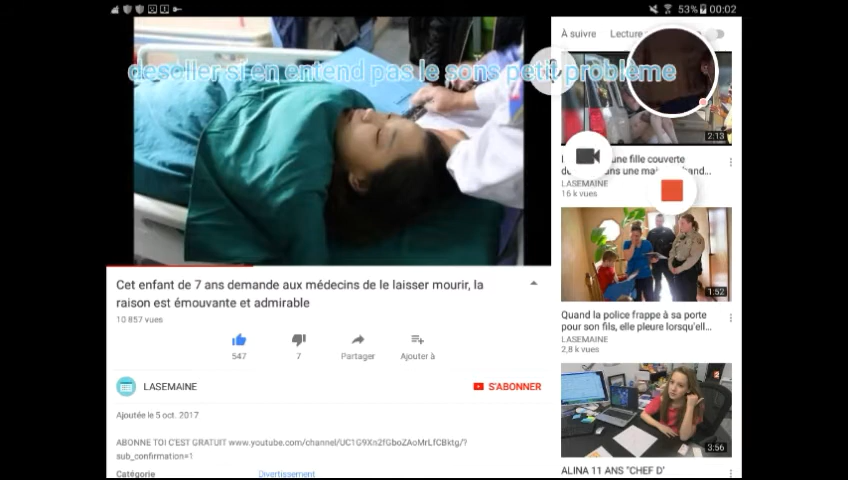 53% 00:02
desoller si en entend pas le sons petit problème
Cet enfant de 7 ans demande aux médecins de le laisser mourir, la
raison est émouvante et admirable
10 857 vues
547
7
Partager
Ajouter à
LASEMAINE
S'ABONNER
Ajoutée le 5 oct. 2017
ABONNE TOI C'EST GRATUIT www.youtube.com/channel/UC1G9Xn2fGboZAoMrLfCBktg/?
sub_confirmation=1
Catégorie
Divertissement
À suivre
2:13
une fille couverte
dans une
LASEMAINE
16 k vues
1:52
Quand la police frappe à sa porte
pour son fils, elle pleure lorsqu'ell...
LASEMAINE
2,8 k vues
3:56
ALINA 11 ANS "CHEF D'